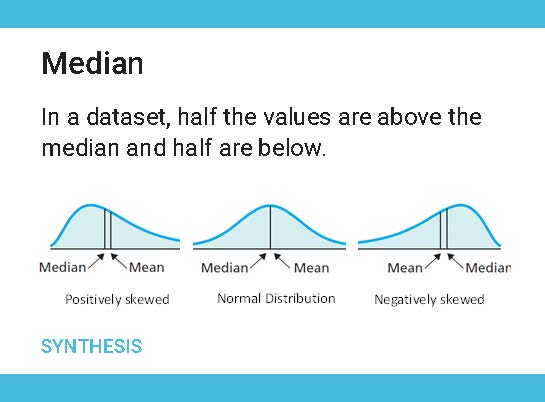 Median
In a dataset, half the values are above the
median and half are below.
Median Mean Median Mean Mean Median
Positively skewed Normal Distribution Negatively skewed
SYNTHESIS